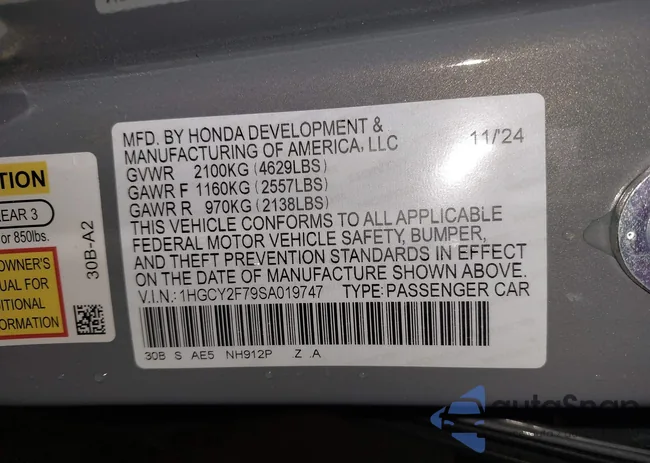 MFD. BY HONDA DEVELOPMENT &
MANUFACTURING OF AMERICA, LLC 11/'24
GVWR 2100KG (4629LBS)
GAWR F 1160KG (2557LBS)
GAWR R 970KG (2138LBS)
THIS VEHICLE CONFORMS TO ALL APPLICABLE
FEDERAL MOTOR VEHICLE SAFETY, BUMPER,
AND THEFT PREVENTION STANDARDS IN EFFECT
ON THE DATE OF MANUFACTURE SHOWN ABOVE.
V.I.N.: 1HGCY2F79SA019747 TYPE: PASSENGER CAR
30B S AE5 NH912P Z .A
TION
EAR 3
or 850lbs.
OWNER'S
UAL FOR
ITIONAL
ORMATION
30B-A2
autoSnap